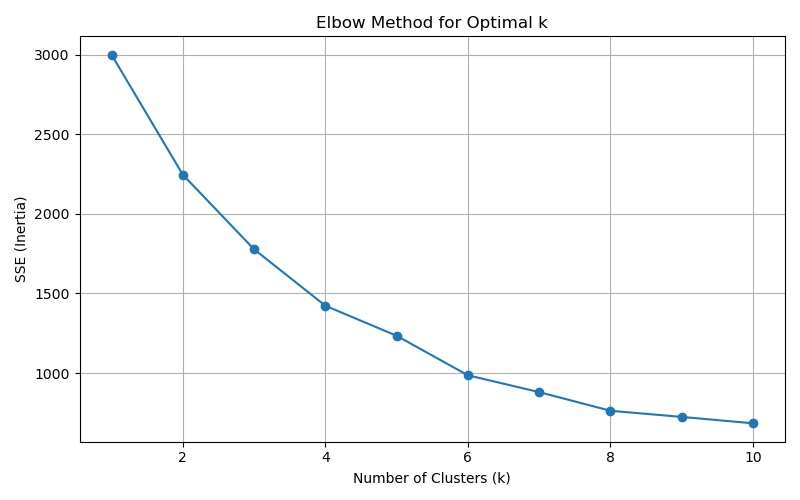 Elbow Method for Optimal k
3000
2500
2000
1500
1000
SSE (Inertia)
2 4 6 8 10
Number of Clusters (k)